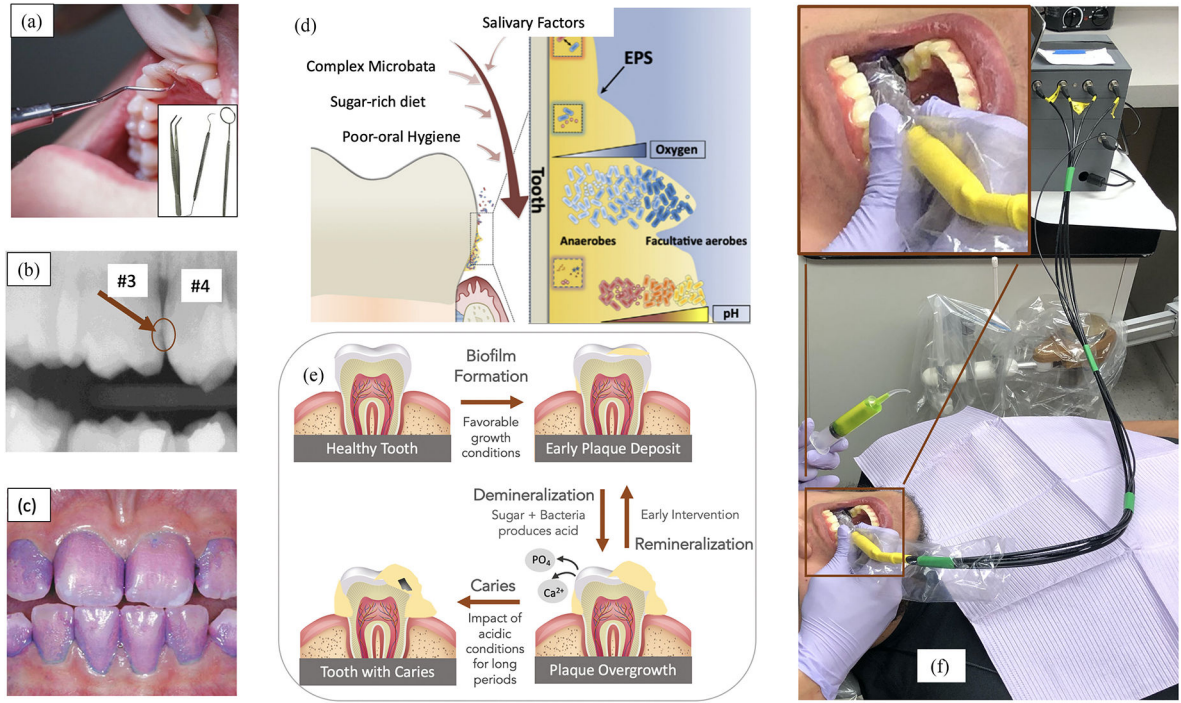 (a)
(b)
#3
#4
(c)
(d)
Salivary Factors
Complex Microbata
Sugar-rich diet
Poor-oral Hygiene
EPS
Oxygen
Tooth
Anaerobes
Facultative aerobes
pH
(e)
Healthy Tooth
Biofilm
Formation
Favorable
growth
conditions
Early Plaque Deposit
Demineralization
Sugar + Bacteria
produces acid
Early Intervention
Remineralization
PO4
Ca2+
Caries
Impact of
acidic
conditions
for long
periods
Tooth with Caries
Plaque Overgrowth
(f)